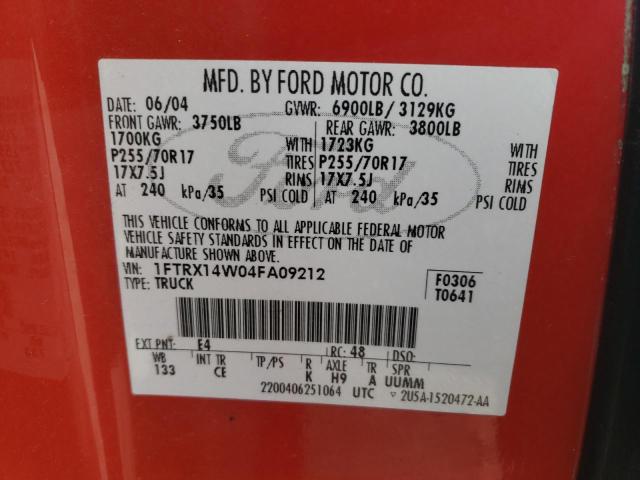 MFD. BY FORD MOTOR CO.
DATE: 06/04 GVWR: 6900LB/ 3129KG
FRONT GAWR: 3750LB REAR GAWR: 3800LB
1700KG WITH 1723KG WITH
P255/70R17 TIRES P255/70R17 TIRES
17X7.5J RIMS 17X7.5J RIMS
AT 240 kPa/35 PSI COLD AT 240 kPa/35 PSI COLD
THIS VEHICLE CONFORMS TO ALL APPLICABLE FEDERAL MOTOR
VEHICLE SAFETY STANDARDS IN EFFECT ON THE DATE OF
MANUFACTURE SHOWN ABOVE.
VIN: 1FTRX14W04FA09212 F0306
TYPE: TRUCK T0641
Ford
EXT PNT: E4 RC: 48 DSO:
WB INT TR TP/PS R AXLE TR SPR
133 CE K H9 A UUMM
2200406251064 UTC ▽ 2U5A-1520472-AA